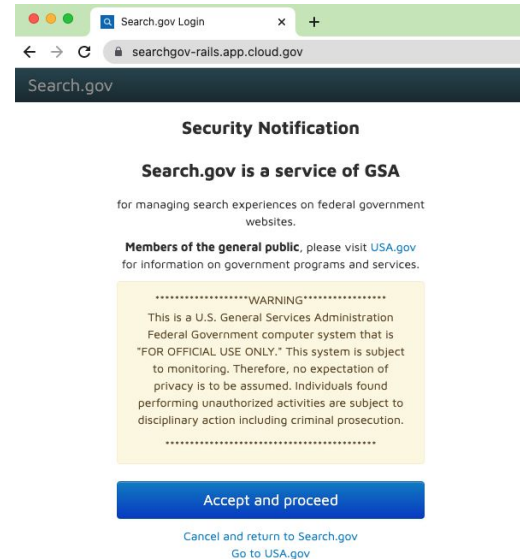 Search.gov Login
searchgov-rails.app.cloud.gov
Search.gov
Security Notification
Search.gov is a service of GSA
for managing search experiences on federal government
websites.
Members of the general public, please visit USA.gov
for information on government programs and services.
*******************WARNING*****************
This is a U.S. General Services Administration
Federal Government computer system that is
"FOR OFFICIAL USE ONLY." This system is subject
to monitoring. Therefore, no expectation of
privacy is to be assumed. Individuals found
performing unauthorized activities are subject to
disciplinary action including criminal prosecution.
*******************************************
Accept and proceed
Cancel and return to Search.gov
Go to USA.gov